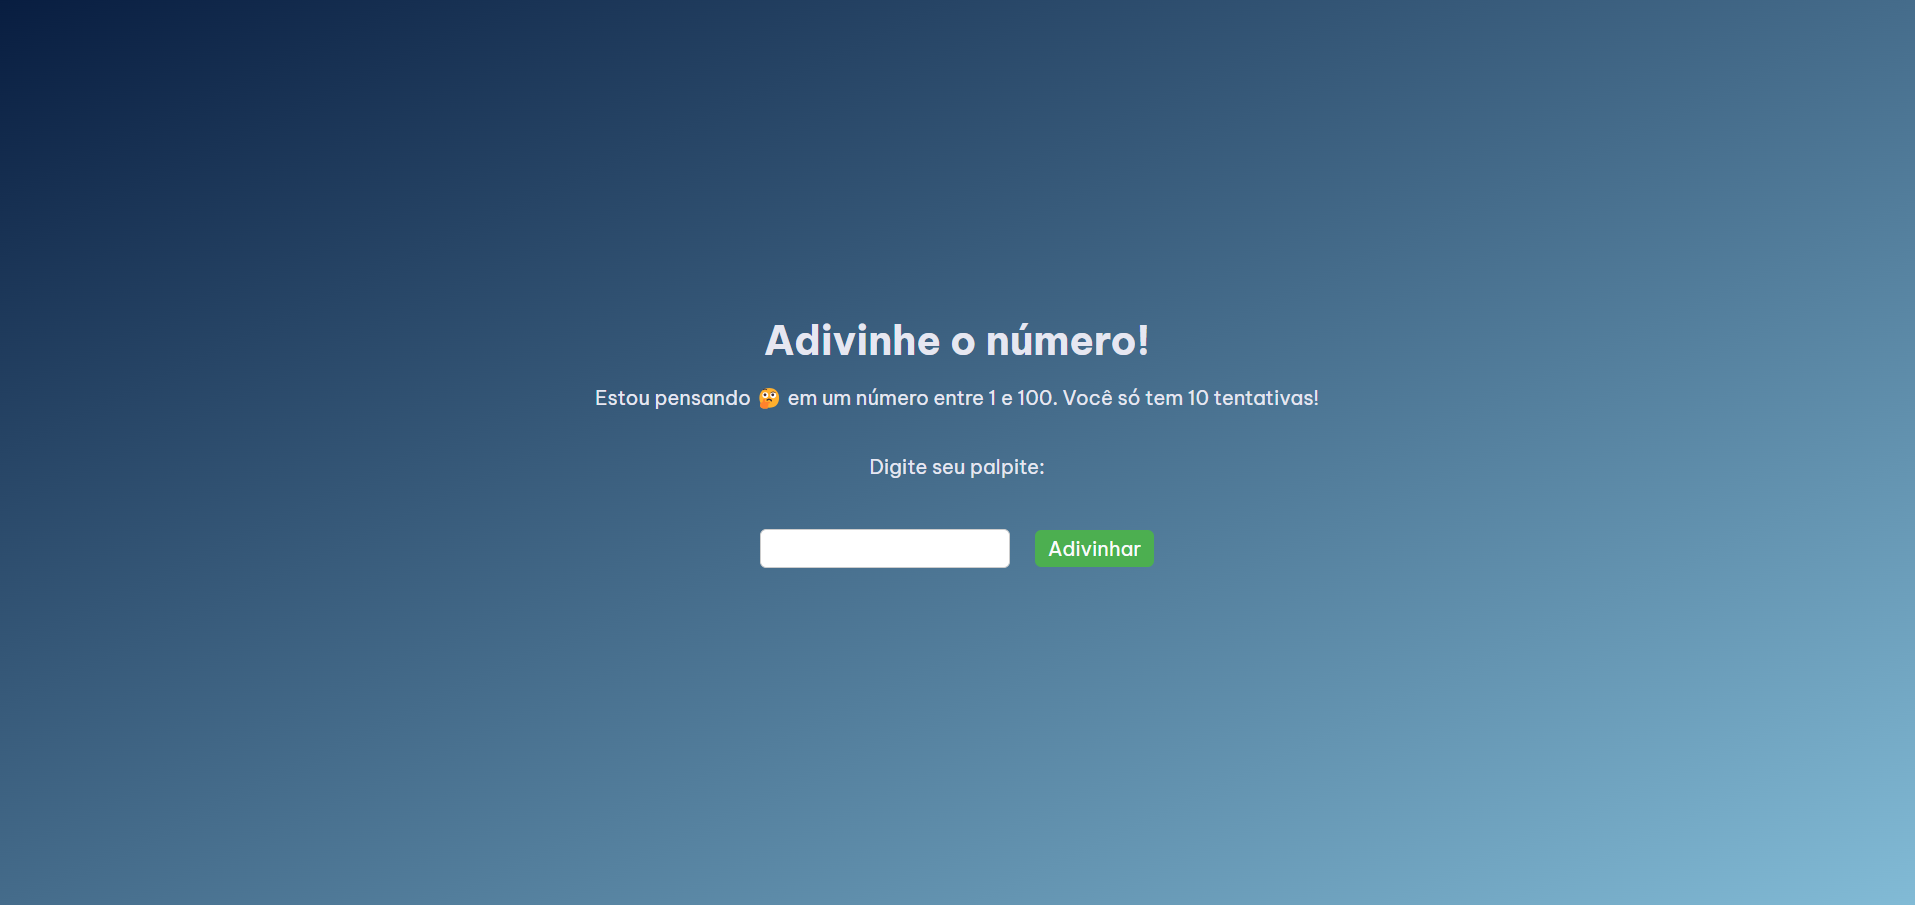 Adivinhe o número!
Estou pensando 🤔 em um número entre 1 e 100. Você só tem 10 tentativas!
Digite seu palpite:
Adivinhar